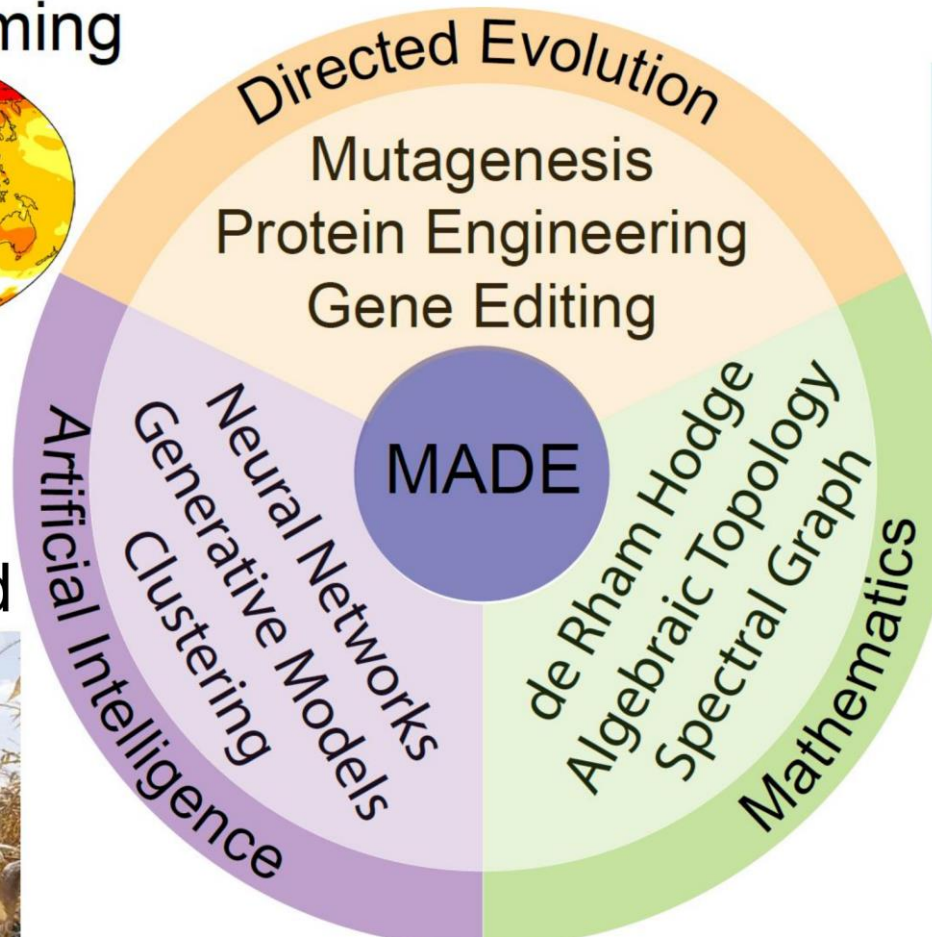 ming
Directed Evolution
Mutagenesis
Protein Engineering
Gene Editing
MADE
Artificial Intelligence
Neural Networks
Generative Models
Clustering
de Rham Hodge
Algebraic Topology
Spectral Graph
Mathematics
d